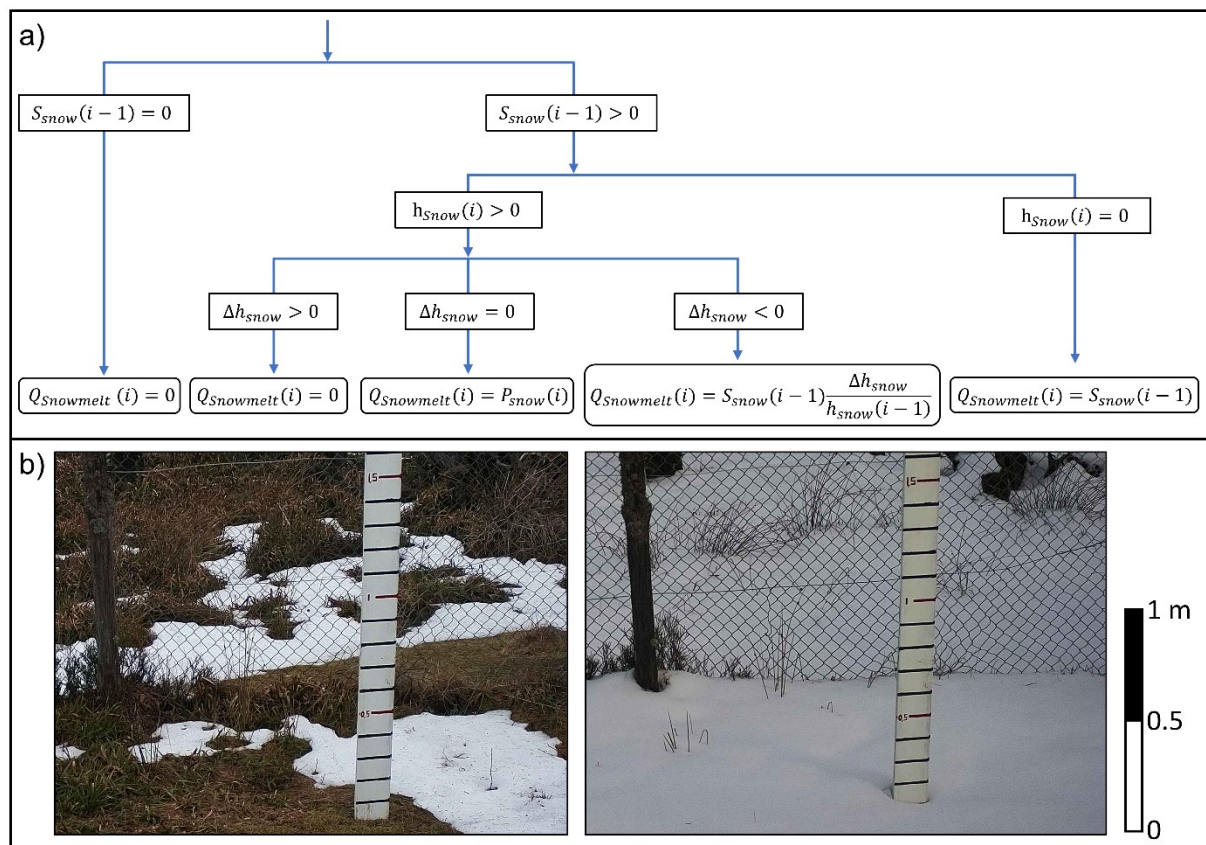 a)
S_snow(i − 1) = 0
S_snow(i − 1) > 0
h_Snow(i) > 0
h_Snow(i) = 0
Δh_snow > 0
Δh_snow = 0
Δh_snow < 0
Q_Snowmelt (i) = 0
Q_Snowmelt(i) = 0
Q_Snowmelt(i) = P_snow(i)
Q_Snowmelt(i) = S_snow(i − 1) Δh_snow / h_snow(i − 1)
Q_Snowmelt(i) = S_snow(i − 1)
b)
1,5
1
0,5
1,5
1
0,5
1 m
0.5
0